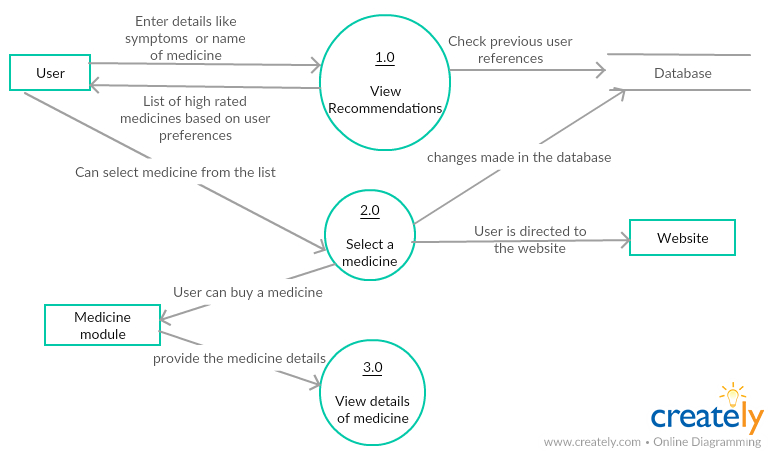 Enter details like
symptoms or name
of medicine
1.0
View
Recommendations
Check previous user
references
User
Database
List of high rated
medicines based on user
preferences
Can select medicine from the list
changes made in the database
2.0
Select a
medicine
User is directed to
the website
Website
User can buy a medicine
Medicine
module
provide the medicine details
3.0
View details
of medicine
creately
www.creately.com • Online Diagramming